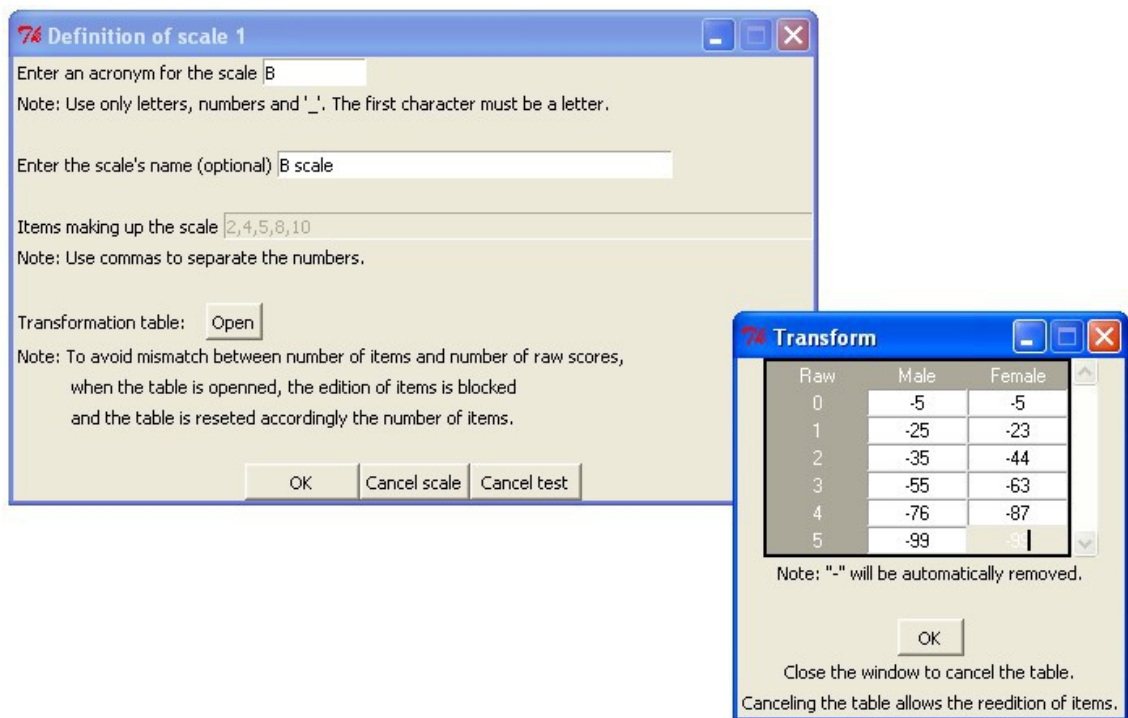 Definition of scale 1
Enter an acronym for the scale B
Note: Use only letters, numbers and '_'. The first character must be a letter.
Enter the scale's name (optional) B scale
Items making up the scale 2,4,5,8,10
Note: Use commas to separate the numbers.
Transformation table: Open
Note: To avoid mismatch between number of items and number of raw scores,
when the table is openned, the edition of items is blocked
and the table is reseted accordingly the number of items.
OK Cancel scale Cancel test
Transform
Raw Male Female
0 -5 -5
1 -25 -23
2 -35 -44
3 -55 -63
4 -76 -87
5 -99
Note: "-" will be automatically removed.
OK
Close the window to cancel the table.
Canceling the table allows the reedition of items.